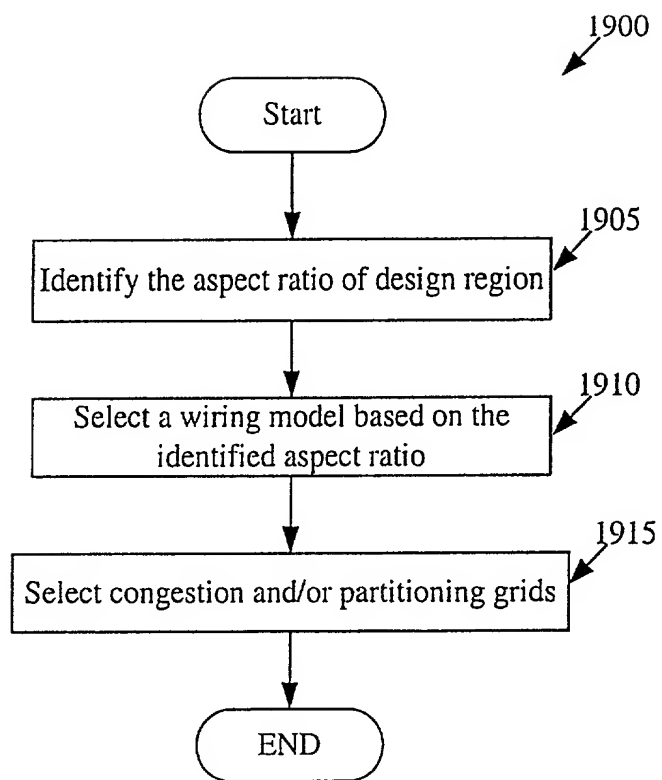 1900
Start
1905
Identify the aspect ratio of design region
1910
Select a wiring model based on the
identified aspect ratio
1915
Select congestion and/or partitioning grids
END